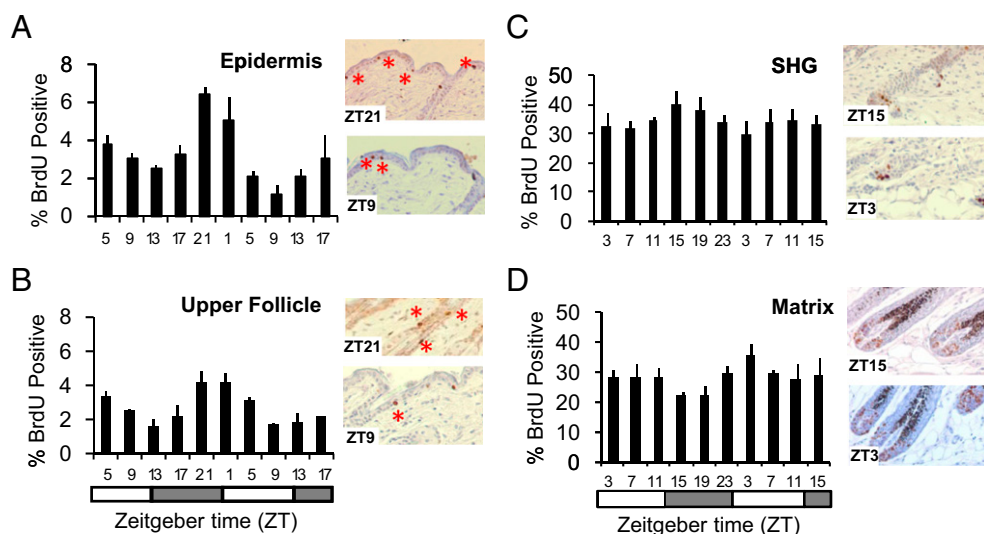 A
Epidermis
% BrdU Positive
8
6
4
2
0
5 9 13 17 21 1 5 9 13 17
ZT21
ZT9
B
Upper Follicle
% BrdU Positive
8
6
4
2
0
5 9 13 17 21 1 5 9 13 17
Zeitgeber time (ZT)
ZT21
ZT9
C
SHG
% BrdU Positive
50
40
30
20
10
0
3 7 11 15 19 23 3 7 11 15
ZT15
ZT3
D
Matrix
% BrdU Positive
50
40
30
20
10
0
3 7 11 15 19 23 3 7 11 15
Zeitgeber time (ZT)
ZT15
ZT3